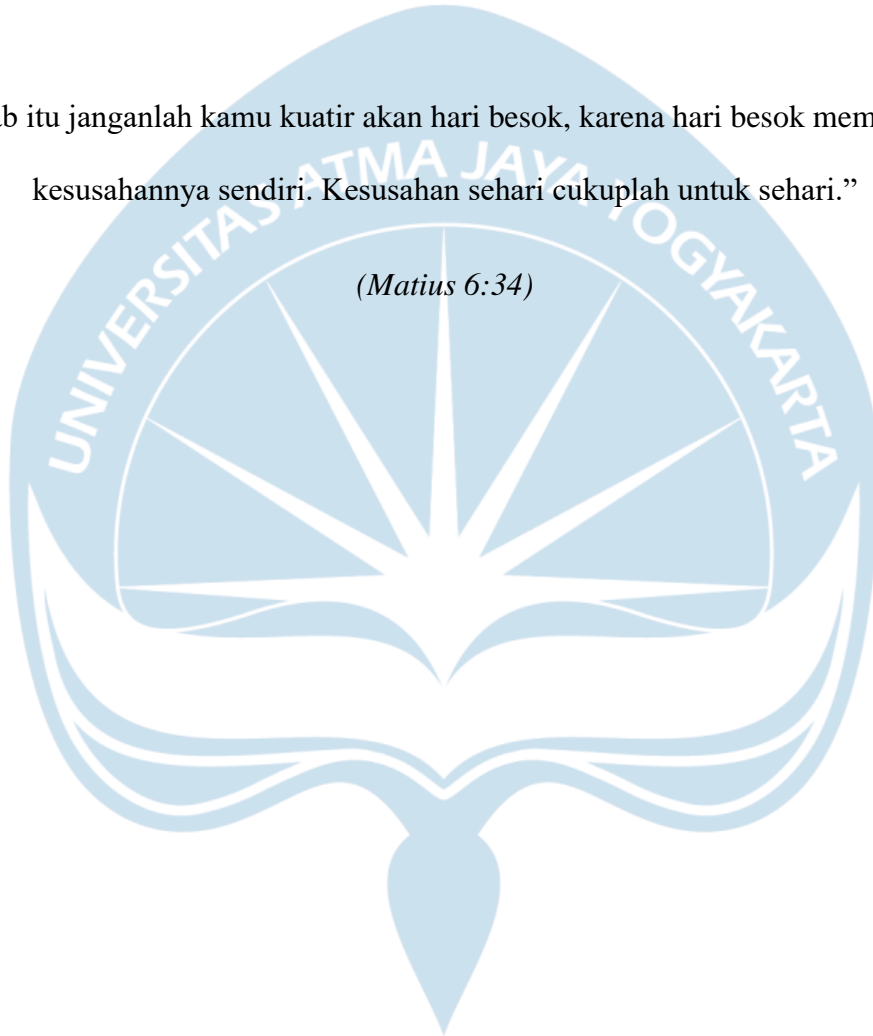 itu janganlah kamu kuatir akan hari besok, karena hari besok
UNIVERSITAS ATMA JAYA YOGYAKARTA
kesusahannya sendiri. Kesusahan sehari cukuplah untuk sehari.”
(Matius 6:34)